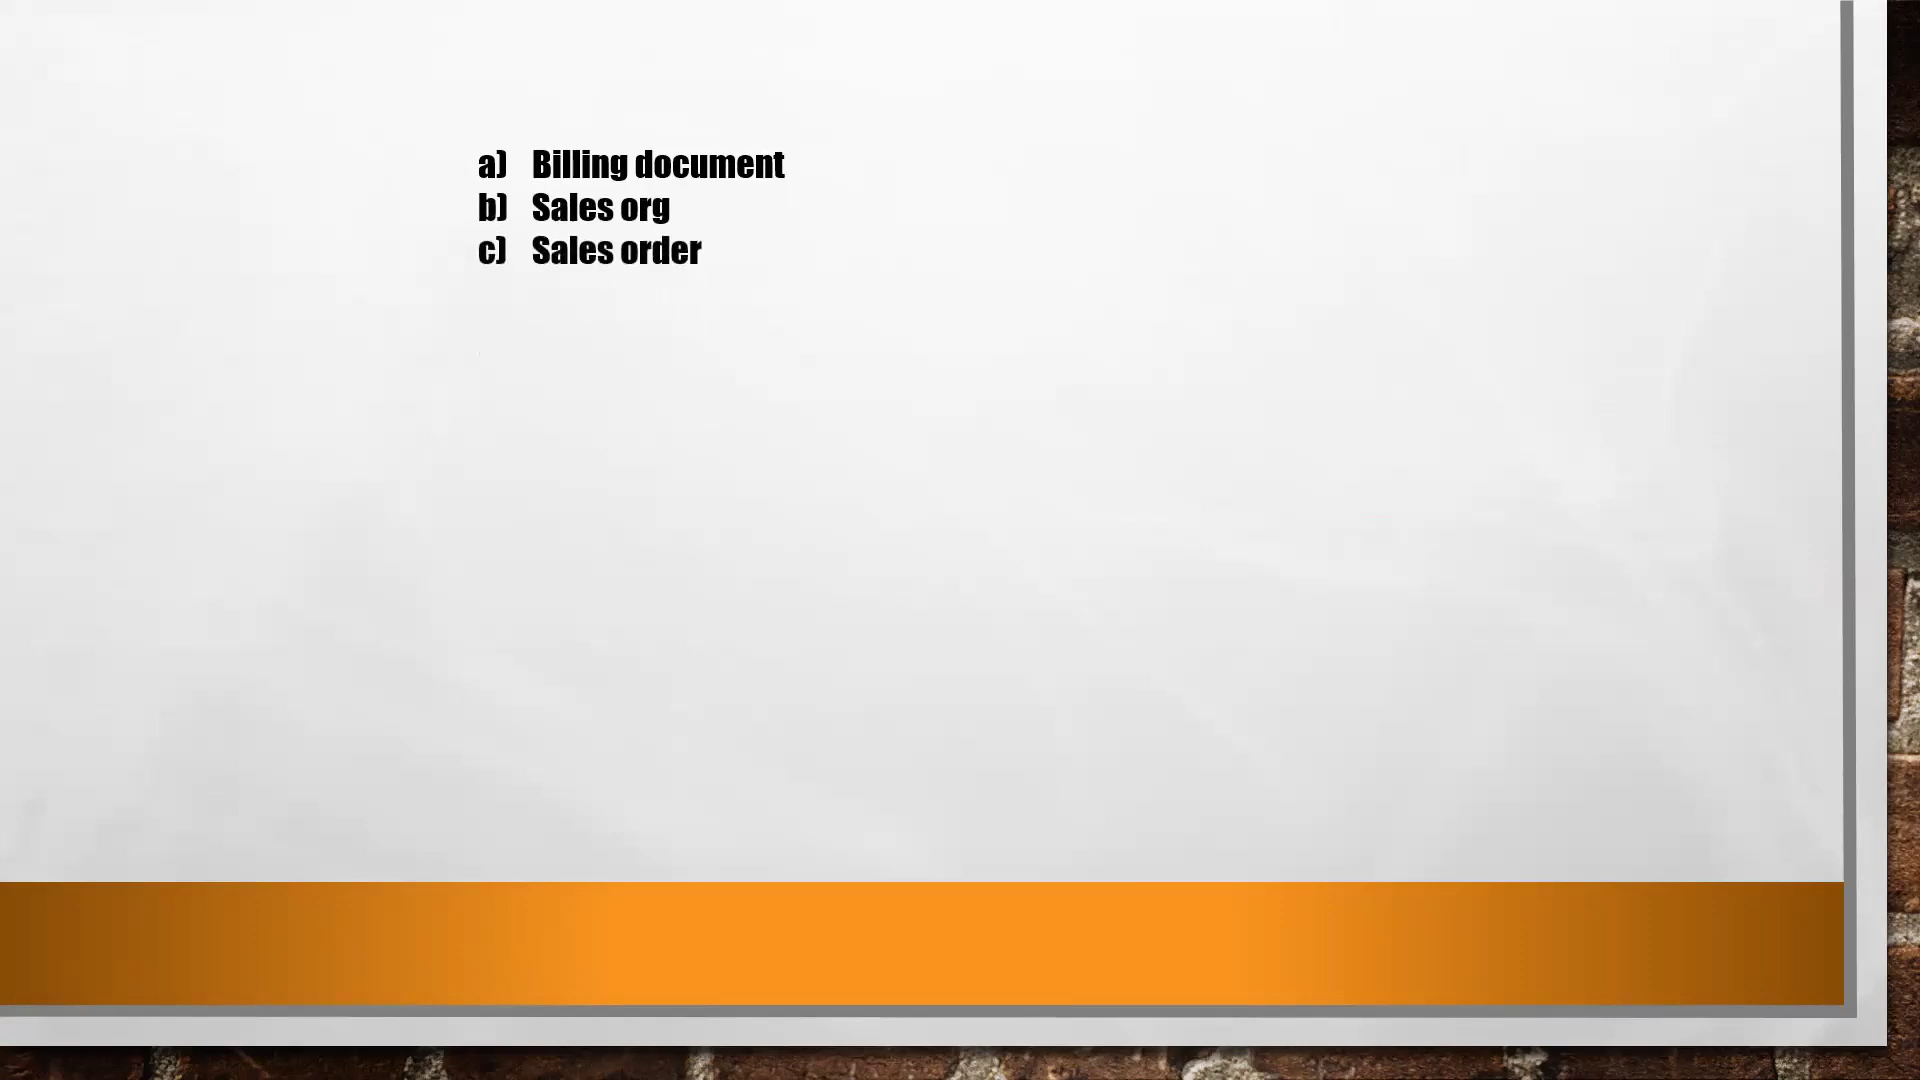 a) Billing document
b) Sales org
c) Sales order